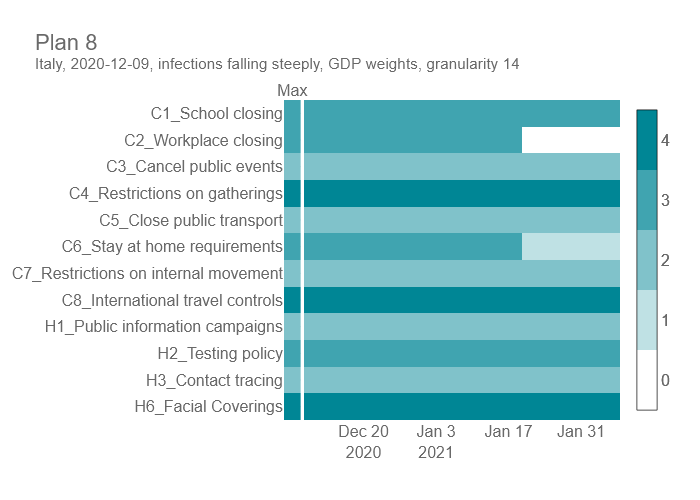 Plan 8
Italy, 2020-12-09, infections falling steeply, GDP weights, granularity 14
Max
C1_School closing
C2_Workplace closing
C3_Cancel public events
C4_Restrictions on gatherings
C5_Close public transport
C6_Stay at home requirements
C7_Restrictions on internal movement
C8_International travel controls
H1_Public information campaigns
H2_Testing policy
H3_Contact tracing
H6_Facial Coverings
4
3
2
1
0
Dec 20 Jan 3 Jan 17 Jan 31
2020 2021